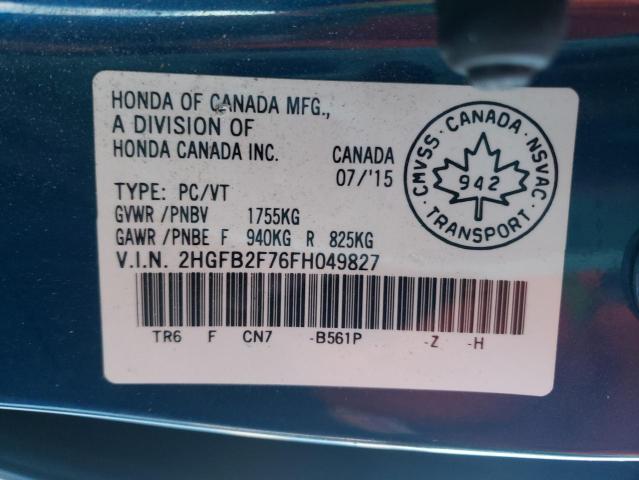 HONDA OF CANADA MFG.,
A DIVISION OF
HONDA CANADA INC.
CANADA
07/'15
TYPE: PC/VT
GVWR /PNBV 1755KG
GAWR /PNBE F 940KG R 825KG
V.I.N. 2HGFB2F76FH049827
TR6 F CN7 -B561P -Z -H
CMVSS · CANADA · NSVAC
942
TRANSPORT